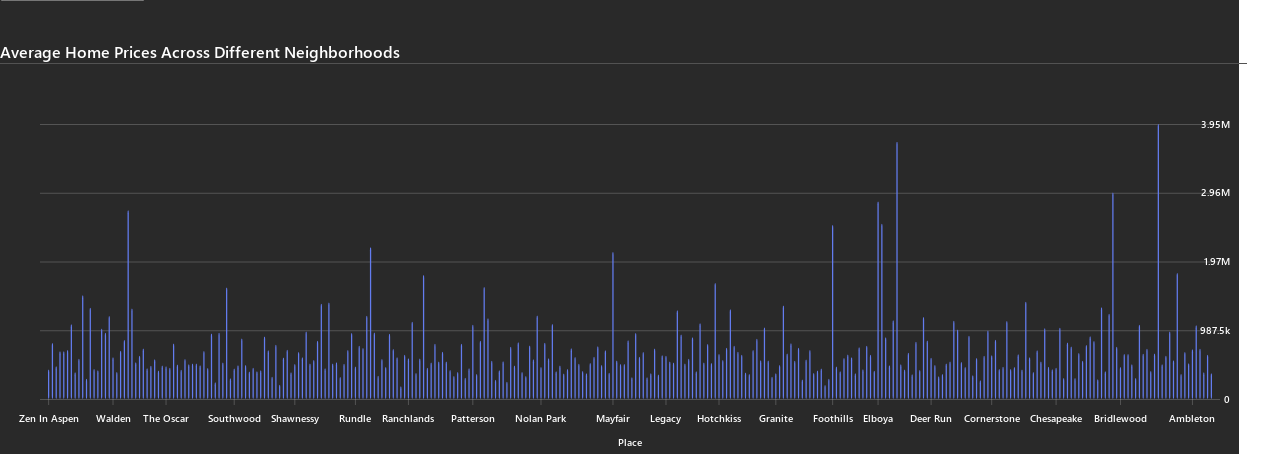 Average Home Prices Across Different Neighborhoods
3.95M
2.96M
1.97M
987.5k
0
Zen In Aspen Walden The Oscar Southwood Shawnessy Rundle Ranchlands Patterson Nolan Park Mayfair Legacy Hotchkiss Granite Foothills Elboya Deer Run Cornerstone Chesapeake Bridlewood Ambleton
Place